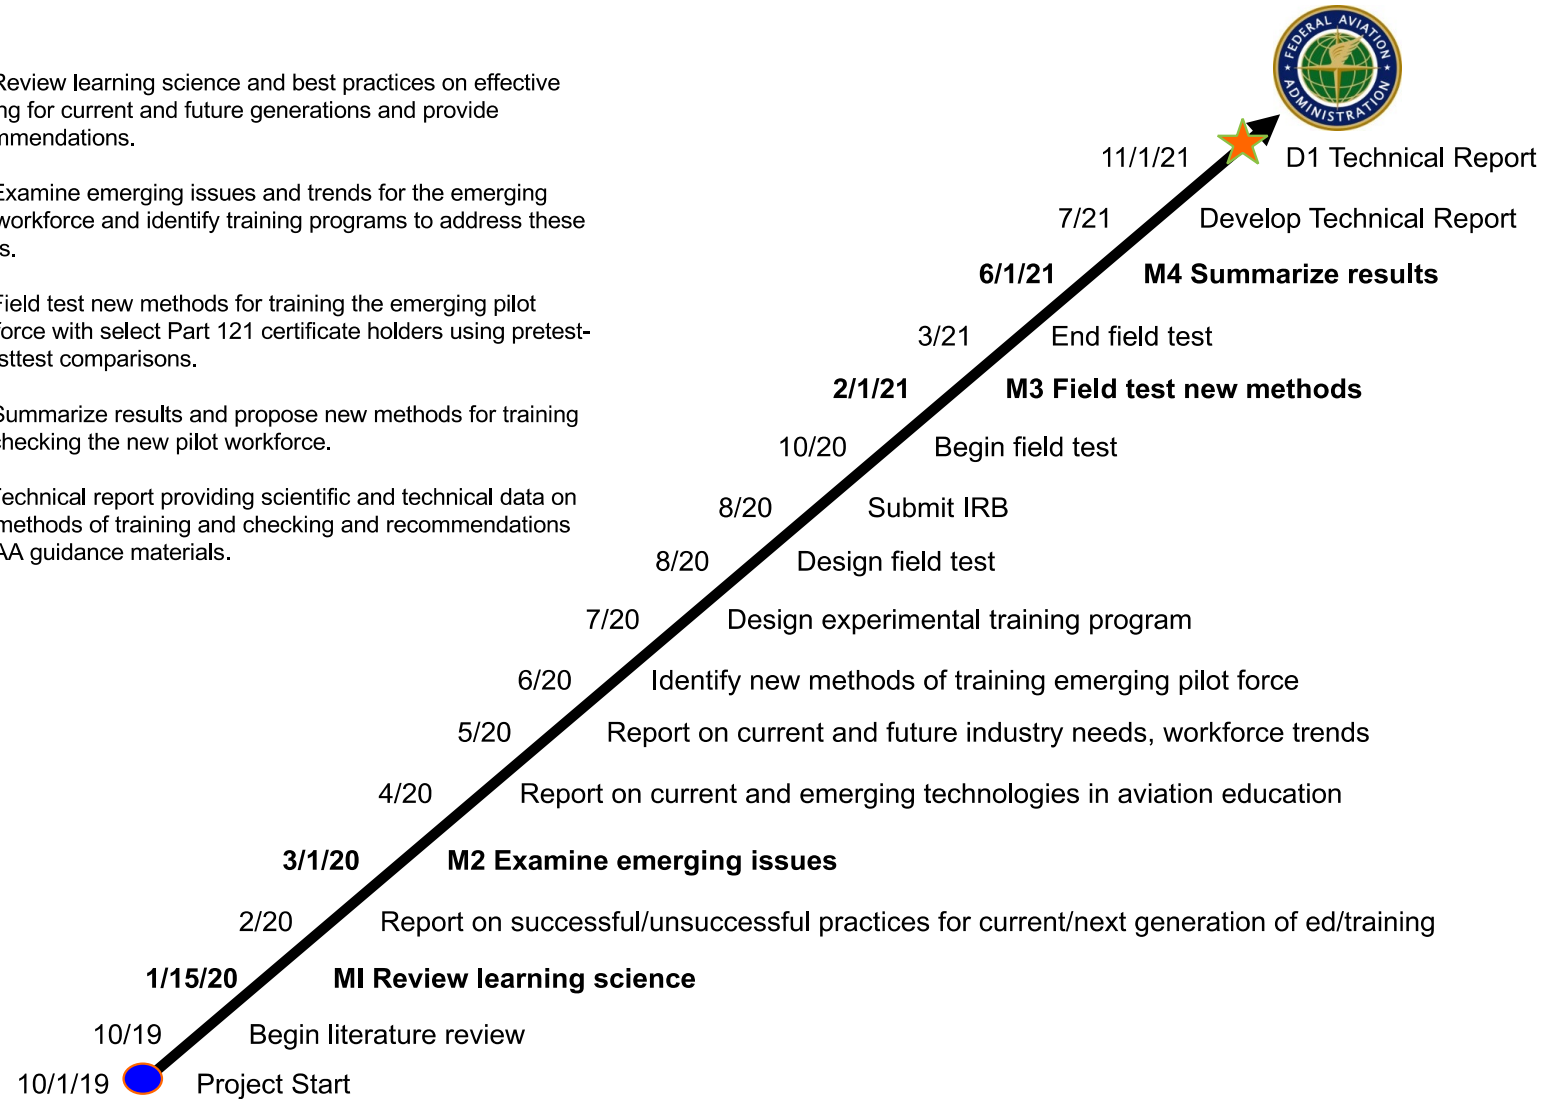 Review learning science and best practices on effective
ng for current and future generations and provide
mmendations.
Examine emerging issues and trends for the emerging
workforce and identify training programs to address these
s.
Field test new methods for training the emerging pilot
force with select Part 121 certificate holders using pretest-
sttest comparisons.
Summarize results and propose new methods for training
checking the new pilot workforce.
Technical report providing scientific and technical data on
methods of training and checking and recommendations
AA guidance materials.
FEDERAL AVIATION
ADMINISTRATION
11/1/21 D1 Technical Report
7/21 Develop Technical Report
6/1/21 M4 Summarize results
3/21 End field test
2/1/21 M3 Field test new methods
10/20 Begin field test
8/20 Submit IRB
8/20 Design field test
7/20 Design experimental training program
6/20 Identify new methods of training emerging pilot force
5/20 Report on current and future industry needs, workforce trends
4/20 Report on current and emerging technologies in aviation education
3/1/20 M2 Examine emerging issues
2/20 Report on successful/unsuccessful practices for current/next generation of ed/training
1/15/20 MI Review learning science
10/19 Begin literature review
10/1/19 Project Start